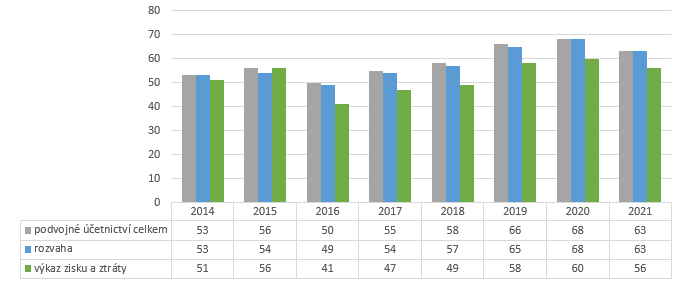 80
70
60
50
40
30
20
10
0
2014 2015 2016 2017 2018 2019 2020 2021
podvojné účetnictví celkem 53 56 50 55 58 66 68 63
rozvaha 53 54 49 54 57 65 68 63
výkaz zisku a ztráty 51 56 41 47 49 58 60 56